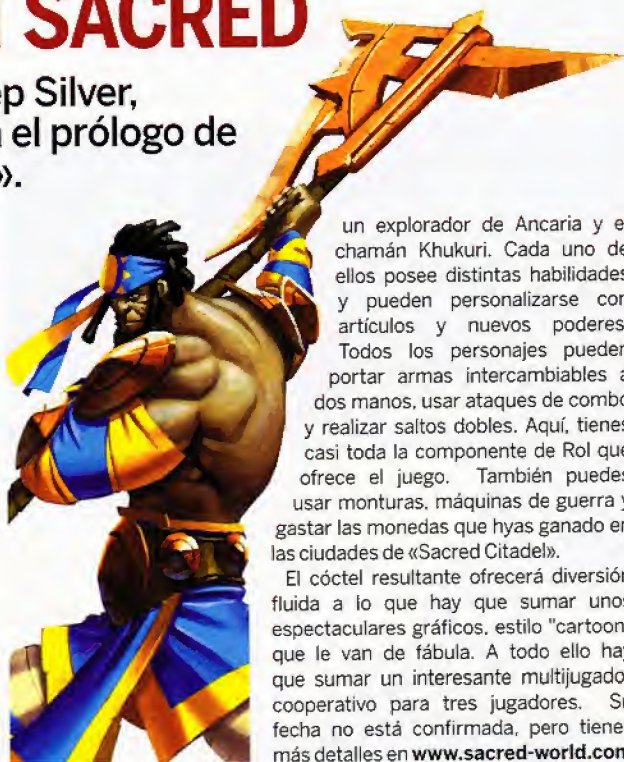 SACRED
ep Silver,
a el prólogo de
».
un explorador de Ancaria y e
chamán Khukuri. Cada uno de
ellos posee distintas habilidades
y pueden personalizarse con
artículos y nuevos poderes
Todos los personajes pueden
portar armas intercambiables a
dos manos, usar ataques de combo
y realizar saltos dobles. Aquí, tienes
casi toda la componente de Rol que
ofrece el juego. También puedes
usar monturas, máquinas de guerra y
gastar las monedas que hyas ganado en
las ciudades de «Sacred Citadel».
El cóctel resultante ofrecerá diversión
fluida a lo que hay que sumar unos
espectaculares gráficos, estilo "cartoon
que le van de fábula. A todo ello hay
que sumar un interesante multijugado
cooperativo para tres jugadores. Su
fecha no está confirmada, pero tiene
más detalles en www.sacred-world.com